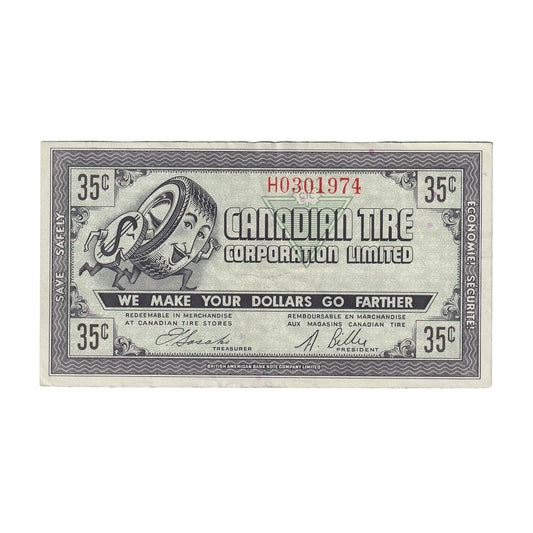 35¢
H0301974
35¢
CANADIAN TIRE
CORPORATION LIMITED
$
SAVE SAFELY
ECONOMIE! SÉCURITÉ!
WE MAKE YOUR DOLLARS GO FARTHER
REDEEMABLE IN MERCHANDISE
AT CANADIAN TIRE STORES
REMBOURSABLE EN MARCHANDISE
AUX MAGASINS CANADIAN TIRE
35¢
TREASURER
PRESIDENT
35¢
BRITISH AMERICAN BANK NOTE COMPANY LIMITED